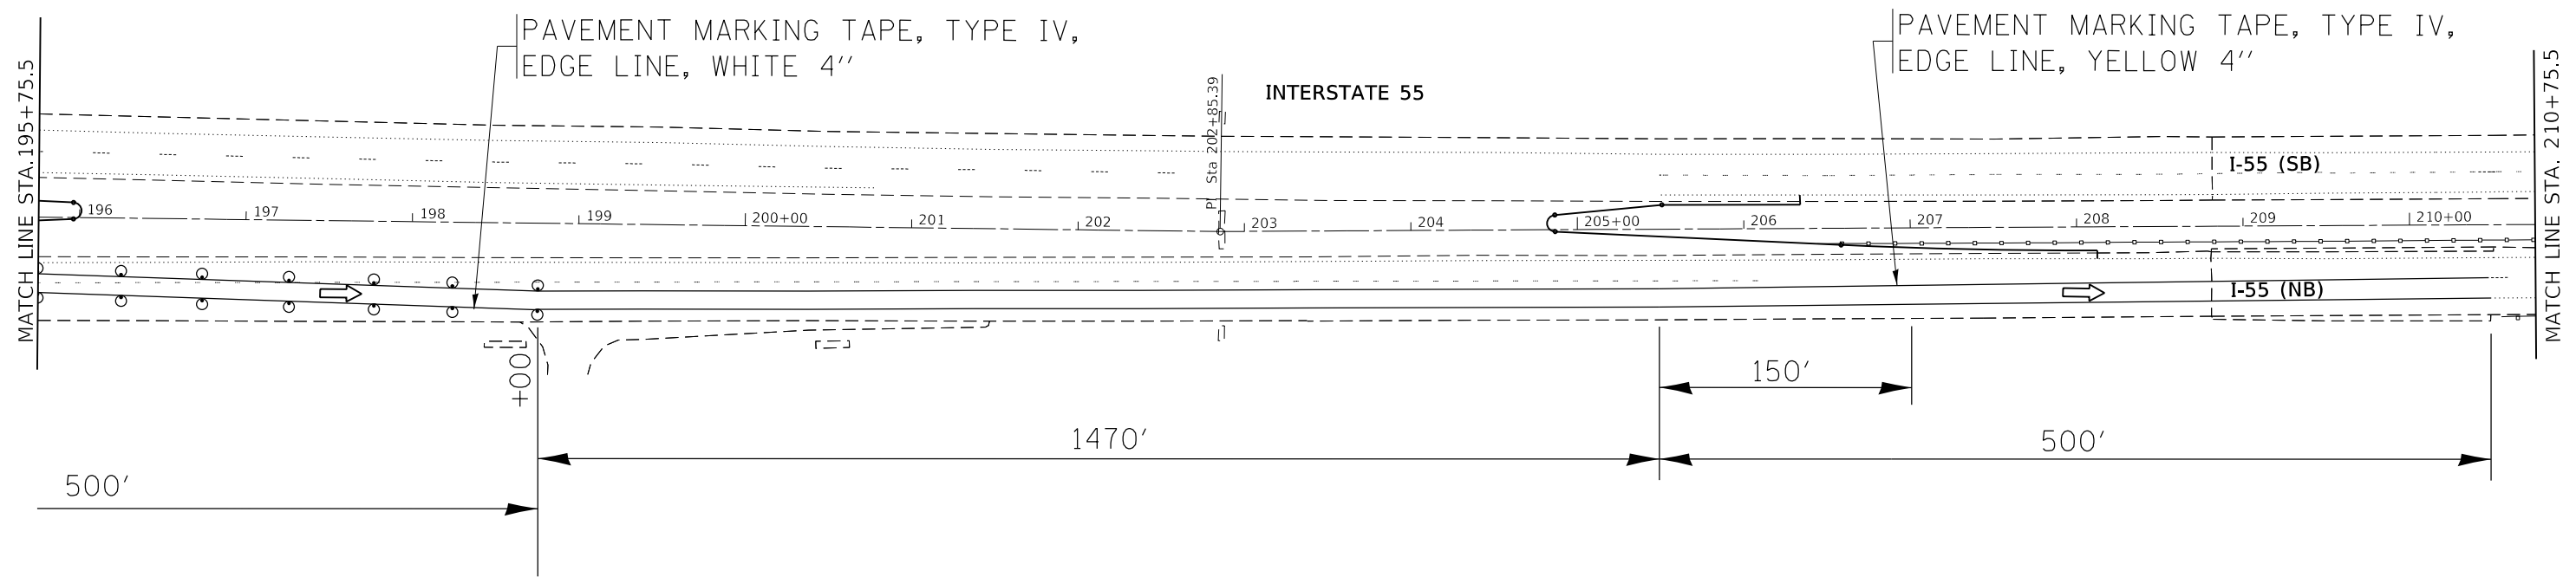 PAVEMENT MARKING TAPE, TYPE IV,
EDGE LINE, WHITE 4"
PAVEMENT MARKING TAPE, TYPE IV,
EDGE LINE, YELLOW 4"
MATCH LINE STA.195+75.5
PI Sta 202+85.39
INTERSTATE 55
MATCH LINE STA. 210+75.5
I-55 (SB)
196
197
198
199
200+00
201
202
203
204
205+00
206
207
208
209
210+00
I-55 (NB)
+00
150'
1470'
500'
500'